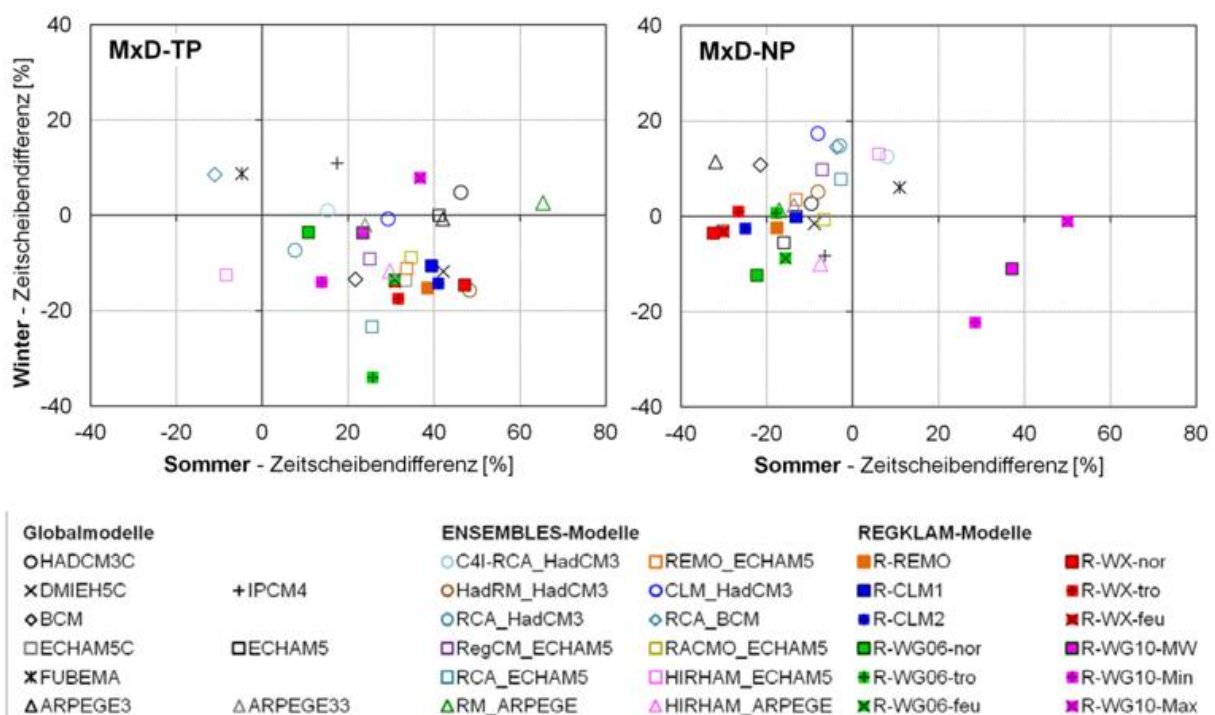 40
MxD-TP
20
0
-20
-40
-40 -20 0 20 40 60 80
Winter - Zeitscheibendifferenz [%]
Sommer - Zeitscheibendifferenz [%]
40
MxD-NP
20
0
-20
-40
-40 -20 0 20 40 60 80
Sommer - Zeitscheibendifferenz [%]
Globalmodelle
HADCM3C
DMIEH5C IPCM4
BCM
ECHAM5C ECHAM5
FUBEMA
ARPEGE3 ARPEGE33
ENSEMBLES-Modelle
C4I-RCA_HadCM3 REMO_ECHAM5
HadRM_HadCM3 CLM_HadCM3
RCA_HadCM3 RCA_BCM
RegCM_ECHAM5 RACMO_ECHAM5
RCA_ECHAM5 HIRHAM_ECHAM5
RM_ARPEGE HIRHAM_ARPEGE
REGKLAM-Modelle
R-REMO R-WX-nor
R-CLM1 R-WX-tro
R-CLM2 R-WX-feu
R-WG06-nor R-WG10-MW
R-WG06-tro R-WG10-Min
R-WG06-feu R-WG10-Max